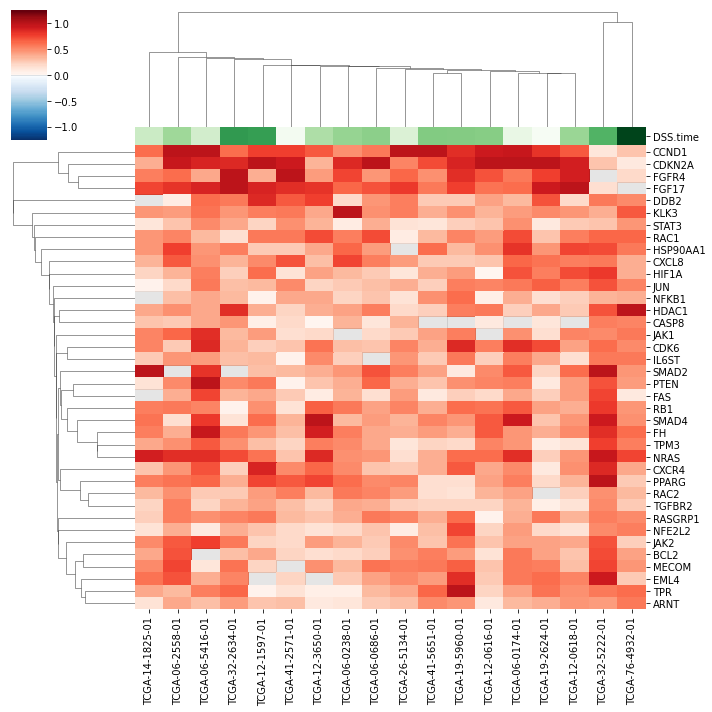 1.0
0.5
0.0
−0.5
−1.0
DSS.time
CCND1
CDKN2A
FGFR4
FGF17
DDB2
KLK3
STAT3
RAC1
HSP90AA1
CXCL8
HIF1A
JUN
NFKB1
HDAC1
CASP8
JAK1
CDK6
IL6ST
SMAD2
PTEN
FAS
RB1
SMAD4
FH
TPM3
NRAS
CXCR4
PPARG
RAC2
TGFBR2
RASGRP1
NFE2L2
JAK2
BCL2
MECOM
EML4
TPR
ARNT
TCGA-14-1825-01
TCGA-06-2558-01
TCGA-06-5416-01
TCGA-32-2634-01
TCGA-12-1597-01
TCGA-41-2571-01
TCGA-12-3650-01
TCGA-06-0238-01
TCGA-06-0686-01
TCGA-26-5134-01
TCGA-41-5651-01
TCGA-19-5960-01
TCGA-12-0616-01
TCGA-06-0174-01
TCGA-19-2624-01
TCGA-12-0618-01
TCGA-32-5222-01
TCGA-76-4932-01